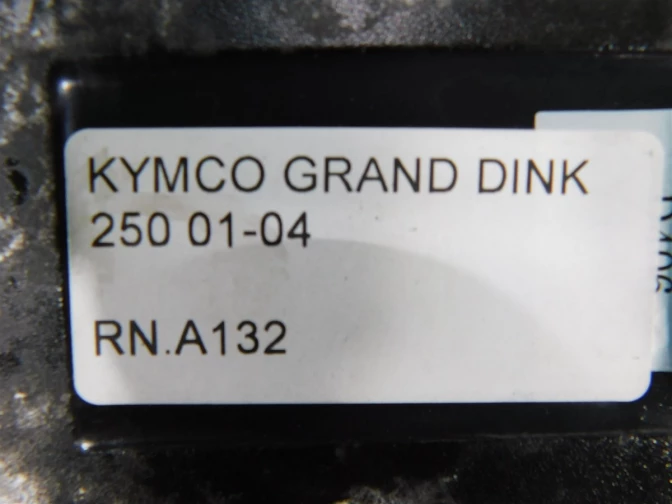 KYMCO GRAND DINK
250 01-04
RN.A132